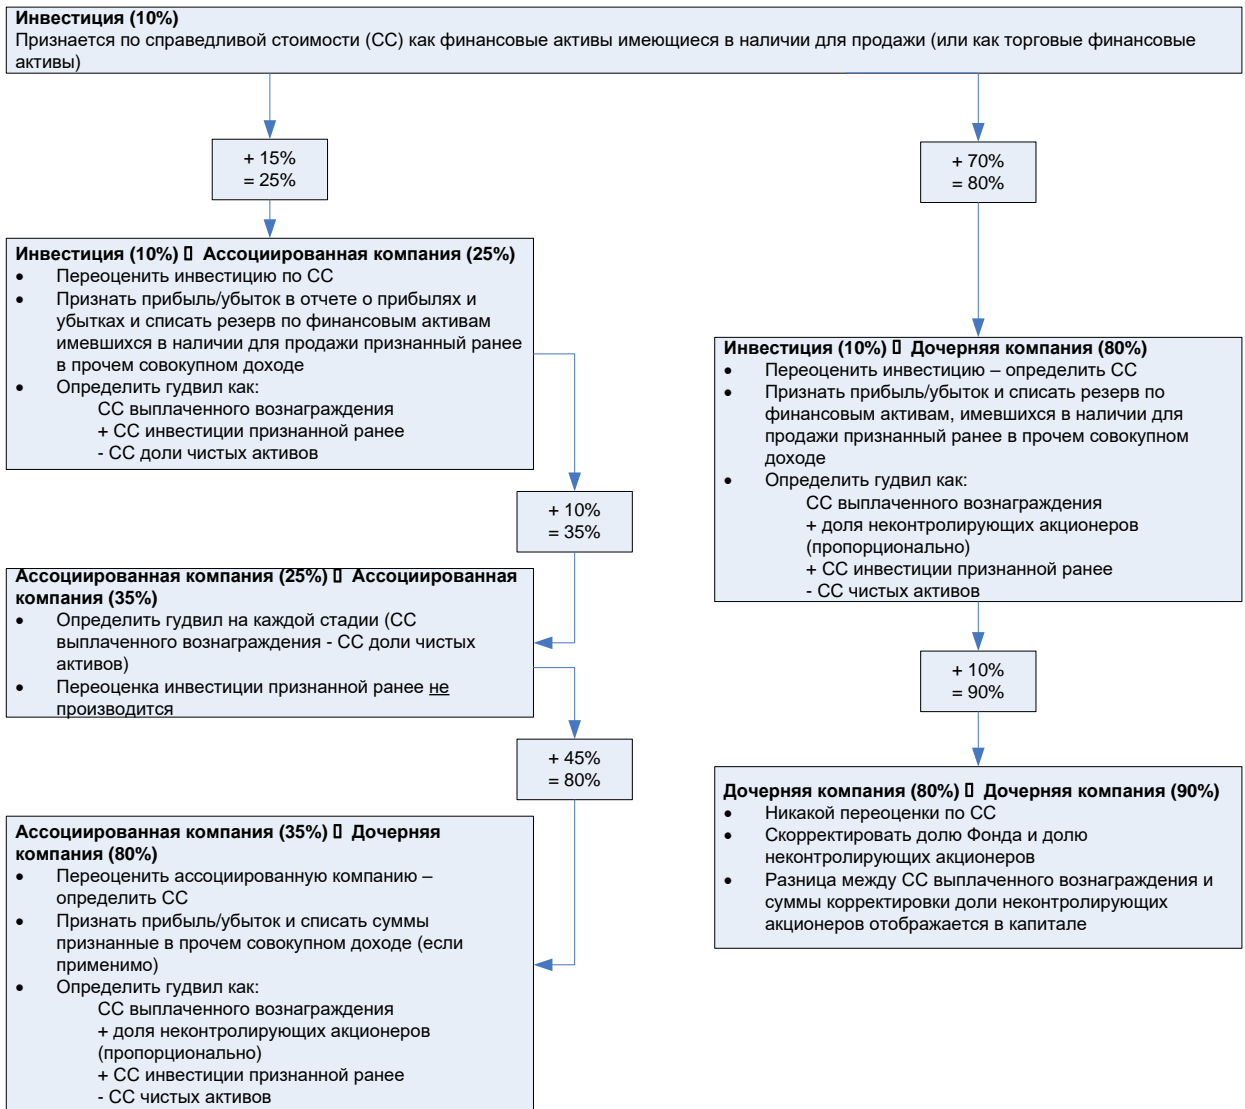 Инвестиция (10%)
Признается по справедливой стоимости (СС) как финансовые активы имеющиеся в наличии для продажи (или как торговые финансовые
активы)
+ 15%
= 25%
+ 70%
= 80%
Инвестиция (10%) ▯ Ассоциированная компания (25%)
• Переоценить инвестицию по СС
• Признать прибыль/убыток в отчете о прибылях и
убытках и списать резерв по финансовым активам
имевшихся в наличии для продажи признанный ранее
в прочем совокупном доходе
• Определить гудвил как:
СС выплаченного вознаграждения
+ СС инвестиции признанной ранее
- СС доли чистых активов
+ 10%
= 35%
Ассоциированная компания (25%) ▯ Ассоциированная
компания (35%)
• Определить гудвил на каждой стадии (СС
выплаченного вознаграждения - СС доли чистых
активов)
• Переоценка инвестиции признанной ранее не
производится
+ 45%
= 80%
Ассоциированная компания (35%) ▯ Дочерняя
компания (80%)
• Переоценить ассоциированную компанию –
определить СС
• Признать прибыль/убыток и списать суммы
признанные в прочем совокупном доходе (если
применимо)
• Определить гудвил как:
СС выплаченного вознаграждения
+ доля неконтролирующих акционеров
(пропорционально)
+ СС инвестиции признанной ранее
- СС чистых активов
Инвестиция (10%) ▯ Дочерняя компания (80%)
• Переоценить инвестицию – определить СС
• Признать прибыль/убыток и списать резерв по
финансовым активам, имевшихся в наличии для
продажи признанный ранее в прочем совокупном
доходе
• Определить гудвил как:
СС выплаченного вознаграждения
+ доля неконтролирующих акционеров
(пропорционально)
+ СС инвестиции признанной ранее
- СС чистых активов
+ 10%
= 90%
Дочерняя компания (80%) ▯ Дочерняя компания (90%)
• Никакой переоценки по СС
• Скорректировать долю Фонда и долю
неконтролирующих акционеров
• Разница между СС выплаченного вознаграждения и
суммы корректировки доли неконтролирующих
акционеров отображается в капитале